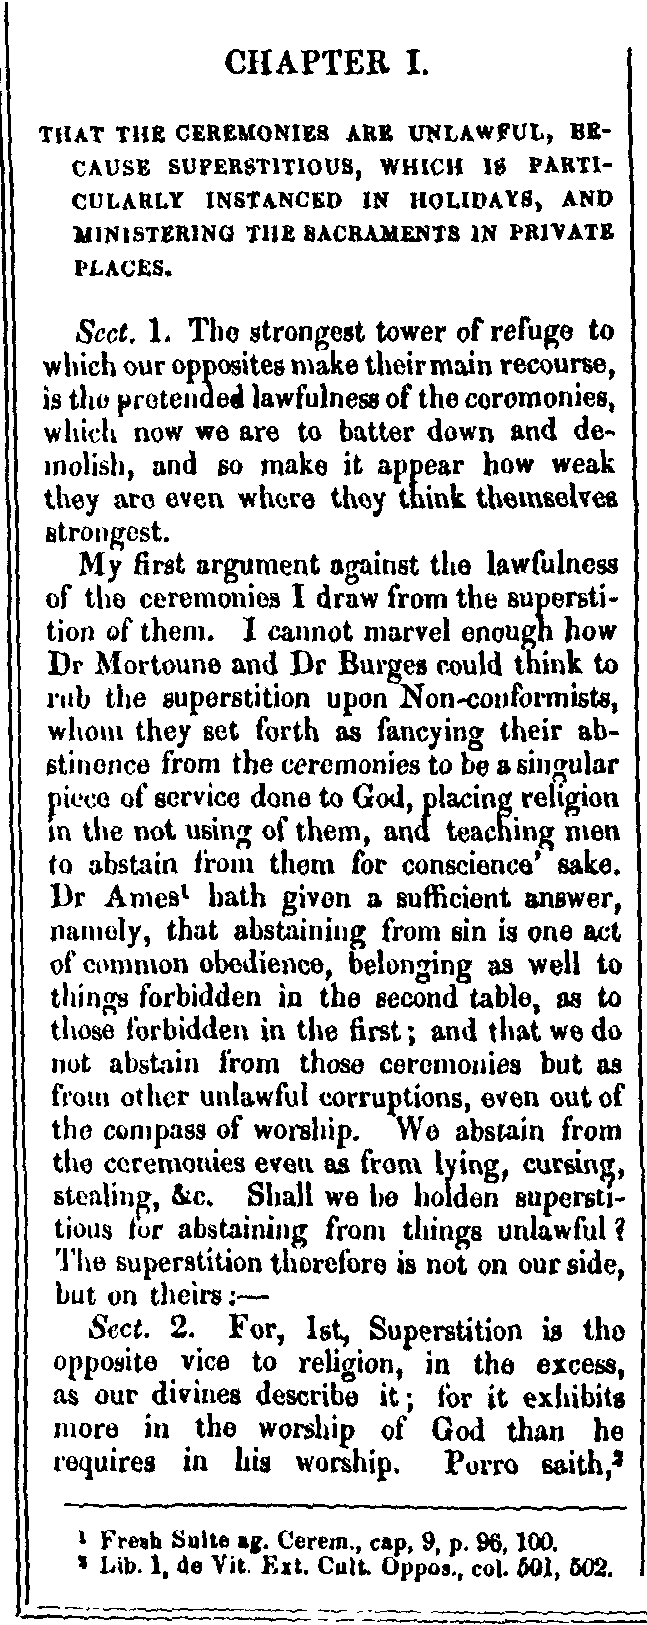 CHAPTER I.
THAT THE CEREMONIES ARE UNLAWFUL, BE-
CAUSE SUPERSTITIOUS, WHICH IS PARTI-
CULARLY INSTANCED IN HOLIDAYS, AND
MINISTERING THE SACRAMENTS IN PRIVATE
PLACES.
Sect. 1. The strongest tower of refuge to
which our opposites make their main recourse,
is the pretended lawfulness of the ceremonies,
which now we are to batter down and de-
molish, and so make it appear how weak
they are even where they think themselves
strongest.
My first argument against the lawfulness
of the ceremonies I draw from the supersti-
tion of them. I cannot marvel enough how
Dr Mortoune and Dr Burges could think to
rub the superstition upon Non-conformists,
whom they set forth as fancying their ab-
stinence from the ceremonies to be a singular
piece of service done to God, placing religion
in the not using of them, and teaching men
to abstain from them for conscience' sake.
Dr Ames¹ hath given a sufficient answer,
namely, that abstaining from sin is one act
of common obedience, belonging as well to
things forbidden in the second table, as to
those forbidden in the first; and that we do
not abstain from those ceremonies but as
from other unlawful corruptions, even out of
the compass of worship. We abstain from
the ceremonies even as from lying, cursing,
stealing, &c. Shall we be holden supersti-
tious for abstaining from things unlawful?
The superstition therefore is not on our side,
but on theirs:—
Sect. 2. For, 1st, Superstition is the
opposite vice to religion, in the excess,
as our divines describe it; for it exhibits
more in the worship of God than he
requires in his worship. Porro saith,²
¹ Fresh Suite ag. Cerem., cap, 9, p. 96, 100.
² Lib. 1, de Vit. Ext. Cult. Oppos., col. 501, 502.